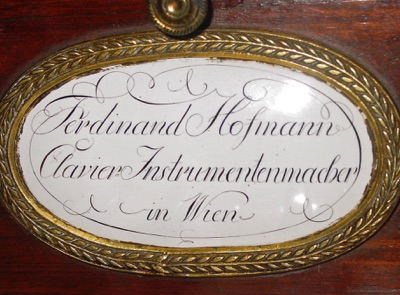 Ferdinand Hofmann
Clavier Instrumentenmacher
in Wien